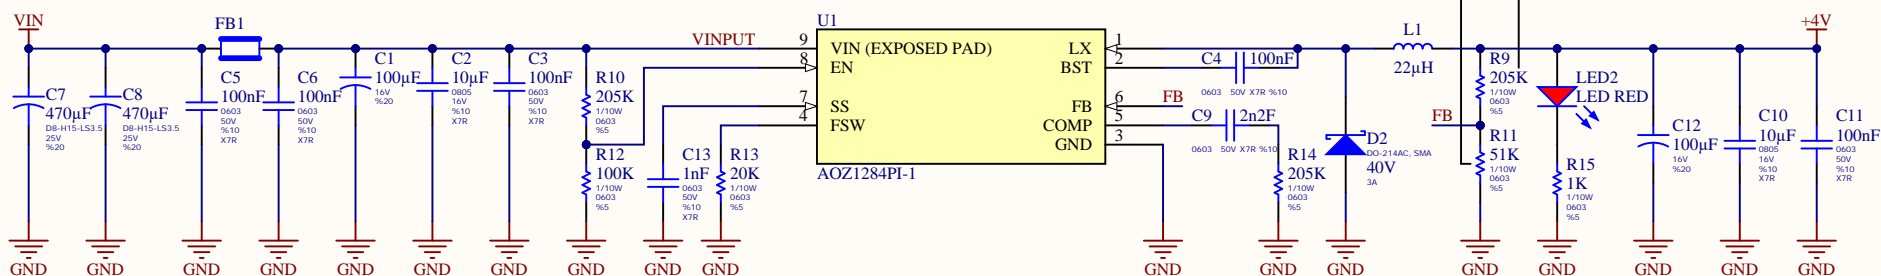 VIN
FB1
C7
470µF
D8-H15-LS3.5
25V
%20
C8
470µF
D8-H15-LS3.5
25V
%20
C5
100nF
0603
50V
%10
X7R
C6
100nF
0603
50V
%10
X7R
C1
100µF
16V
%20
C2
10µF
0805
16V
%10
X7R
C3
100nF
0603
50V
%10
X7R
R10
205K
1/10W
0603
%5
R12
100K
1/10W
0603
%5
VINPUT
C13
1nF
0603
50V
%10
X7R
R13
20K
1/10W
0603
%5
U1
9 VIN (EXPOSED PAD) LX 1
8 EN BST 2
7 SS FB 6
4 FSW COMP 5
GND 3
AOZ1284PI-1
C4 100nF
0603 50V X7R %10
FB
C9 2n2F
0603 50V X7R %10
R14
205K
1/10W
0603
%5
D2
DO-214AC, SMA
40V
3A
L1
22µH
R9
205K
1/10W
0603
%5
FB
R11
51K
1/10W
0603
%5
LED2
LED RED
R15
1K
1/10W
0603
%5
C12
100µF
16V
%20
C10
10µF
0805
16V
%10
X7R
+4V
C11
100nF
0603
50V
%10
X7R
GND GND GND GND GND GND GND GND GND GND GND GND GND GND GND GND GND GND